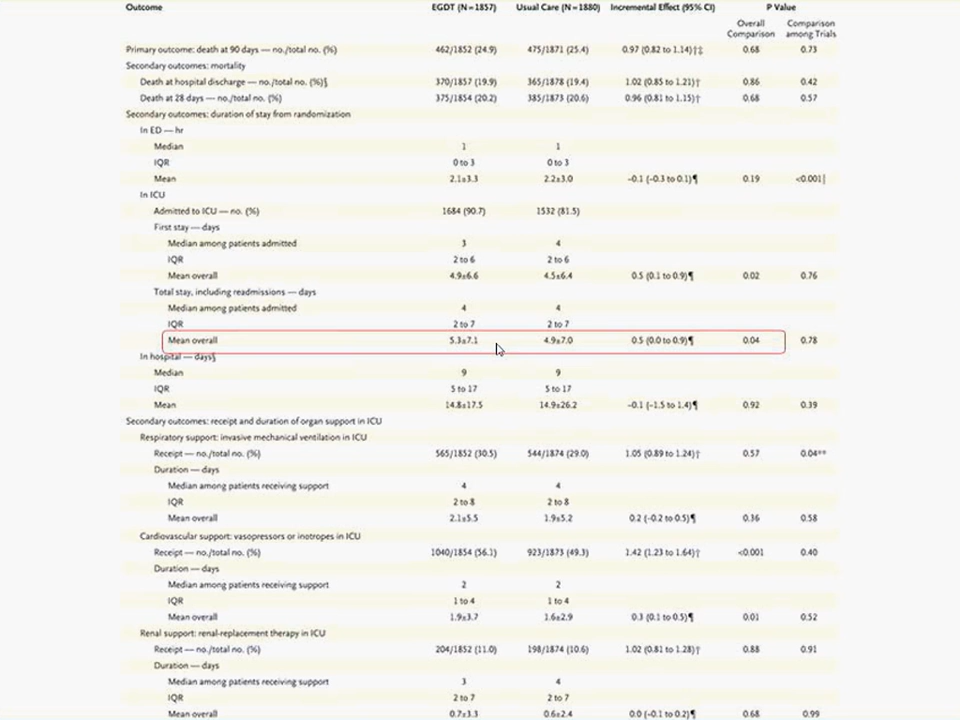 Outcome EGDT (N=1857) Usual Care (N=1880) Incremental Effect (95% CI) P Value
Overall Comparison Comparison among Trials
Primary outcome: death at 90 days — no./total no. (%) 462/1852 (24.9) 475/1871 (25.4) 0.97 (0.82 to 1.14)†‡ 0.68 0.73
Secondary outcomes: mortality
Death at hospital discharge — no./total no. (%)§ 370/1857 (19.9) 365/1878 (19.4) 1.02 (0.85 to 1.21)† 0.86 0.42
Death at 28 days — no./total no. (%) 375/1854 (20.2) 385/1873 (20.6) 0.96 (0.81 to 1.15)† 0.68 0.57
Secondary outcomes: duration of stay from randomization
In ED — hr
Median 1 1
IQR 0 to 3 0 to 3
Mean 2.1±3.3 2.2±3.0 −0.1 (−0.3 to 0.1)¶ 0.19 <0.001‖
In ICU
Admitted to ICU — no. (%) 1684 (90.7) 1532 (81.5)
First stay — days
Median among patients admitted 3 4
IQR 2 to 6 2 to 6
Mean overall 4.9±6.6 4.5±6.4 0.5 (0.1 to 0.9)¶ 0.02 0.76
Total stay, including readmissions — days
Median among patients admitted 4 4
IQR 2 to 7 2 to 7
Mean overall 5.3±7.1 4.9±7.0 0.5 (0.0 to 0.9)¶ 0.04 0.78
In hospital — days§
Median 9 9
IQR 5 to 17 5 to 17
Mean 14.8±17.5 14.9±26.2 −0.1 (−1.5 to 1.4)¶ 0.92 0.39
Secondary outcomes: receipt and duration of organ support in ICU
Respiratory support: invasive mechanical ventilation in ICU
Receipt — no./total no. (%) 565/1852 (30.5) 544/1874 (29.0) 1.05 (0.89 to 1.24)† 0.57 0.04**
Duration — days
Median among patients receiving support 4 4
IQR 2 to 8 2 to 8
Mean overall 2.1±5.5 1.9±5.2 0.2 (−0.2 to 0.5)¶ 0.36 0.58
Cardiovascular support: vasopressors or inotropes in ICU
Receipt — no./total no. (%) 1040/1854 (56.1) 923/1873 (49.3) 1.42 (1.23 to 1.64)† <0.001 0.40
Duration — days
Median among patients receiving support 2 2
IQR 1 to 4 1 to 4
Mean overall 1.9±3.7 1.6±2.9 0.3 (0.1 to 0.5)¶ 0.01 0.52
Renal support: renal-replacement therapy in ICU
Receipt — no./total no. (%) 204/1852 (11.0) 198/1874 (10.6) 1.02 (0.81 to 1.28)† 0.88 0.91
Duration — days
Median among patients receiving support 3 4
IQR 2 to 7 2 to 7
Mean overall 0.7±3.3 0.6±2.4 0.0 (−0.1 to 0.2)¶ 0.68 0.99